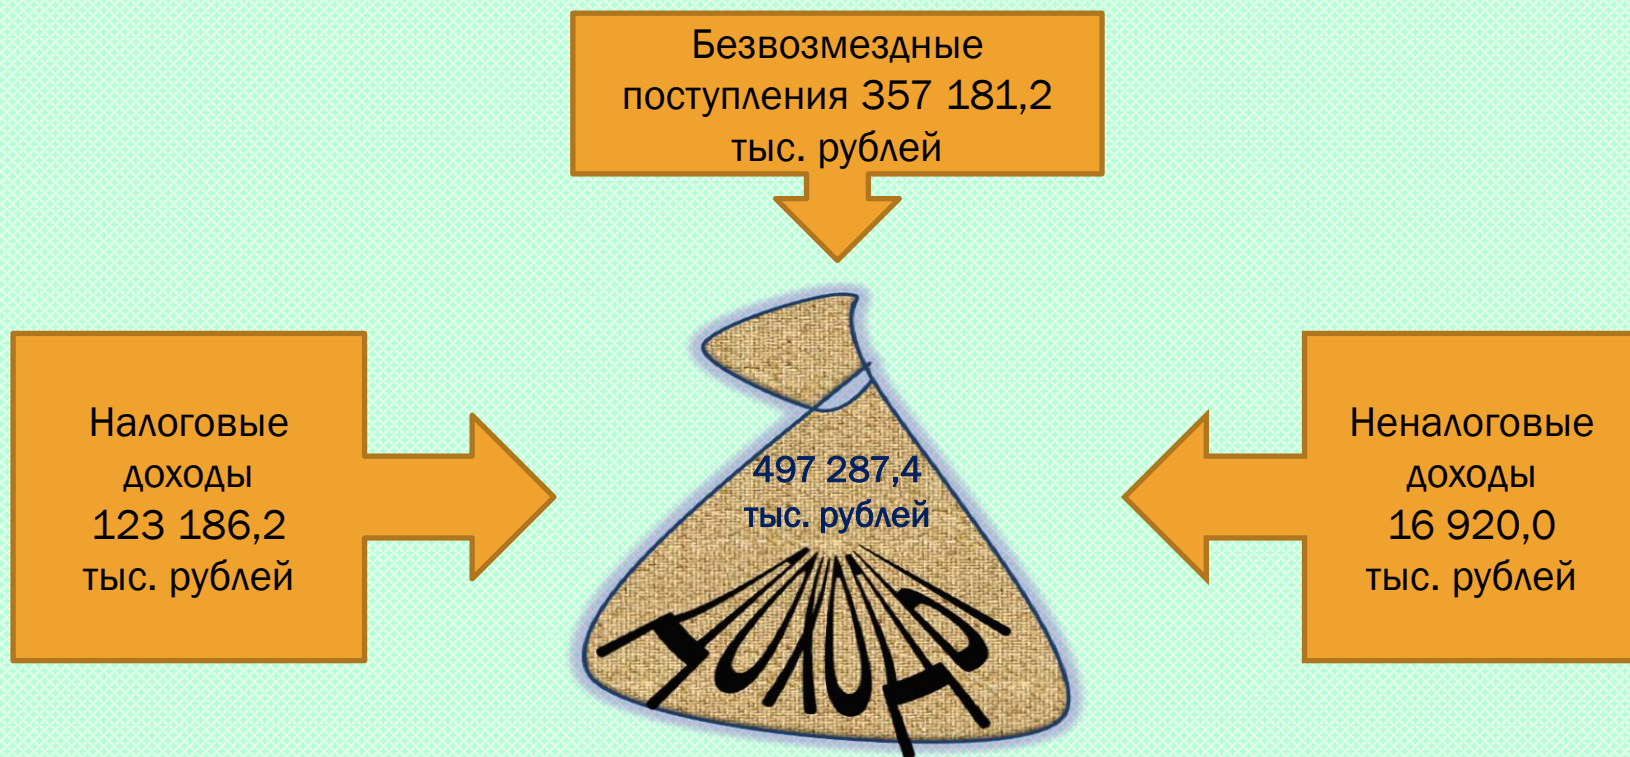 Безвозмездные
поступления 357 181,2
тыс. рублей
Налоговые
доходы
123 186,2
тыс. рублей
497 287,4
тыс. рублей
Неналоговые
доходы
16 920,0
тыс. рублей